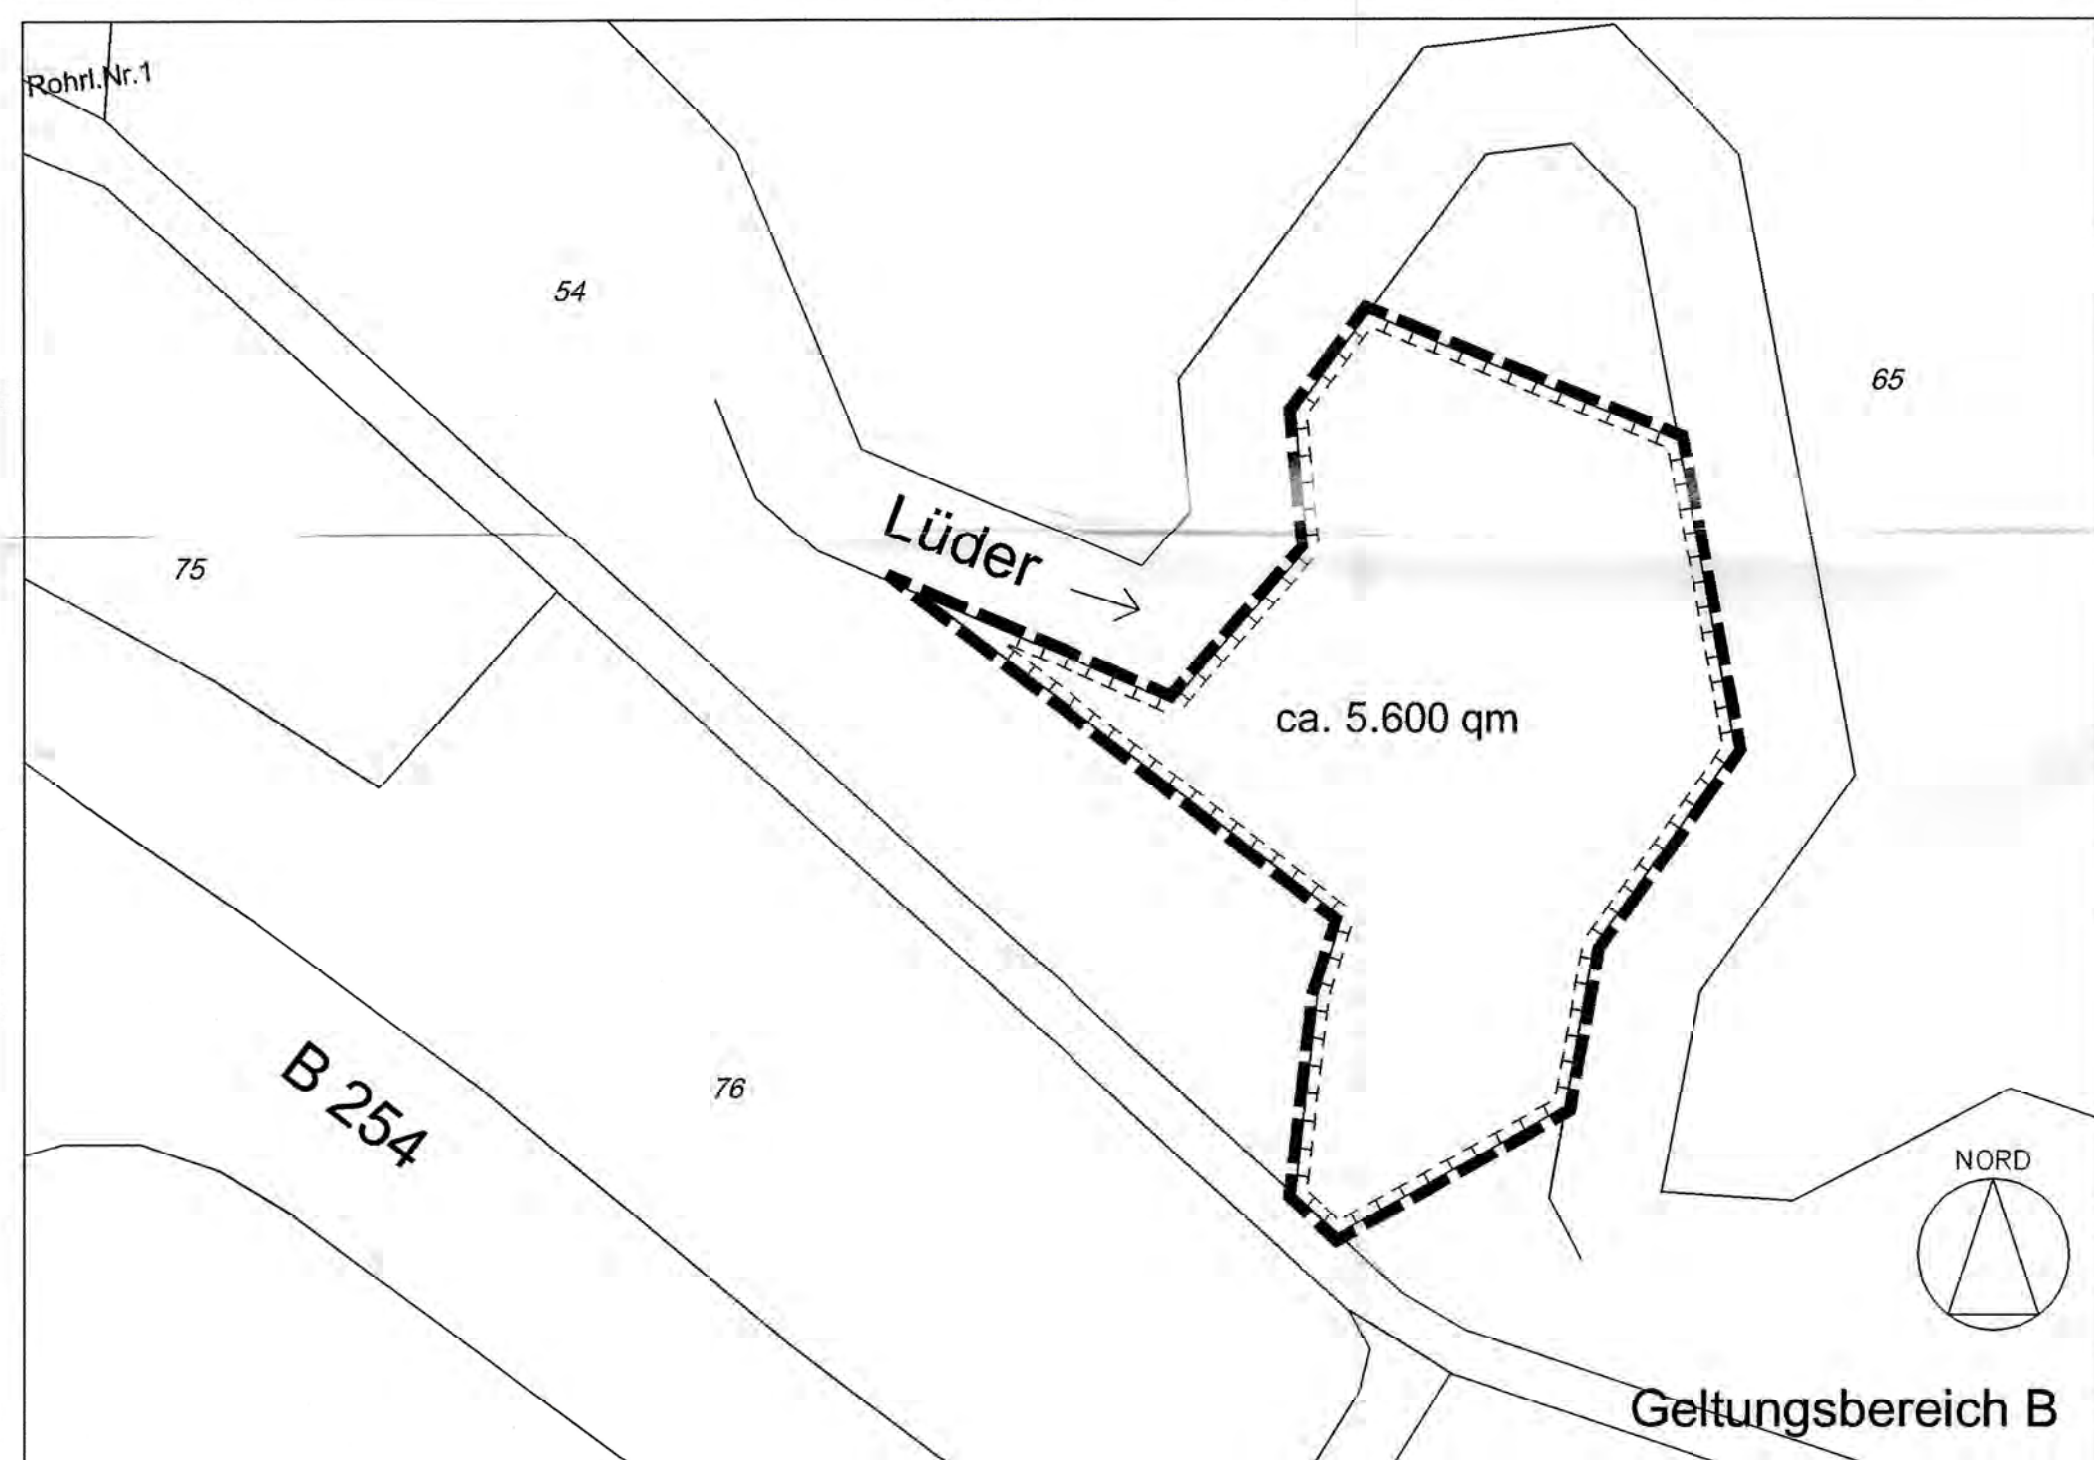 Rohrl.Nr.1
54
65
Lüder
75
ca. 5.600 qm
B 254
76
NORD
Geltungsbereich B